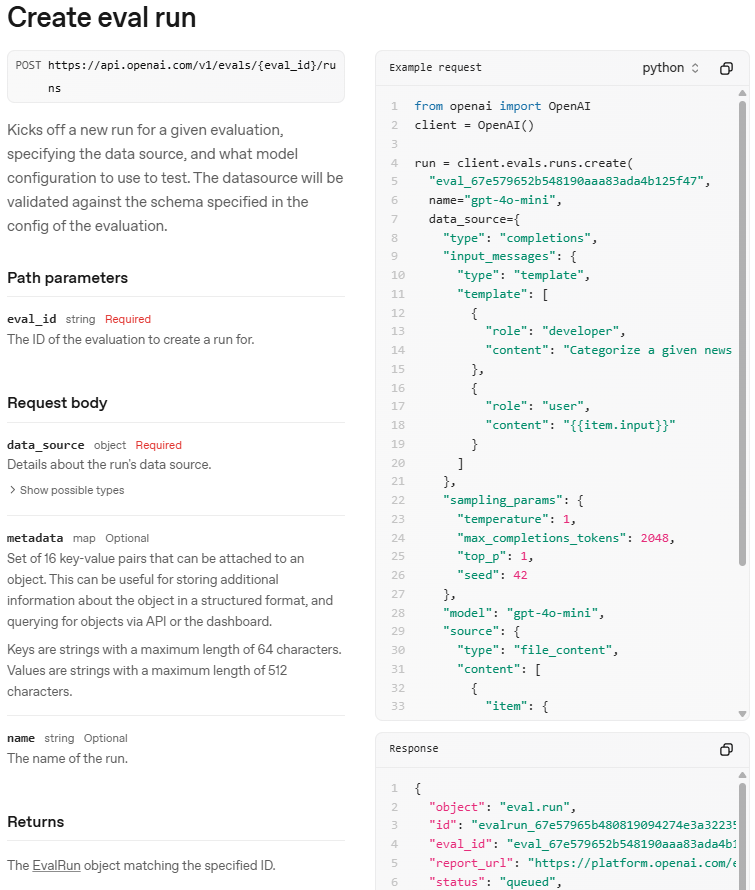 Create eval run
POST https://api.openai.com/v1/evals/{eval_id}/ru
ns
Kicks off a new run for a given evaluation,
specifying the data source, and what model
configuration to use to test. The datasource will be
validated against the schema specified in the
config of the evaluation.
Path parameters
eval_id string Required
The ID of the evaluation to create a run for.
Request body
data_source object Required
Details about the run's data source.
Show possible types
metadata map Optional
Set of 16 key-value pairs that can be attached to an
object. This can be useful for storing additional
information about the object in a structured format, and
querying for objects via API or the dashboard.
Keys are strings with a maximum length of 64 characters.
Values are strings with a maximum length of 512
characters.
name string Optional
The name of the run.
Returns
The EvalRun object matching the specified ID.
Example request python
1 from openai import OpenAI
2 client = OpenAI()
3
4 run = client.evals.runs.create(
5 "eval_67e579652b548190aaa83ada4b125f47",
6 name="gpt-4o-mini",
7 data_source={
8 "type": "completions",
9 "input_messages": {
10 "type": "template",
11 "template": [
12 {
13 "role": "developer",
14 "content": "Categorize a given news
15 },
16 {
17 "role": "user",
18 "content": "{{item.input}}"
19 }
20 ]
21 },
22 "sampling_params": {
23 "temperature": 1,
24 "max_completions_tokens": 2048,
25 "top_p": 1,
26 "seed": 42
27 },
28 "model": "gpt-4o-mini",
29 "source": {
30 "type": "file_content",
31 "content": [
32 {
33 "item": {
Response
1 {
2 "object": "eval.run",
3 "id": "evalrun_67e57965b480819094274e3a32235
4 "eval_id": "eval_67e579652b548190aaa83ada4b1
5 "report_url": "https://platform.openai.com/e
6 "status": "queued",